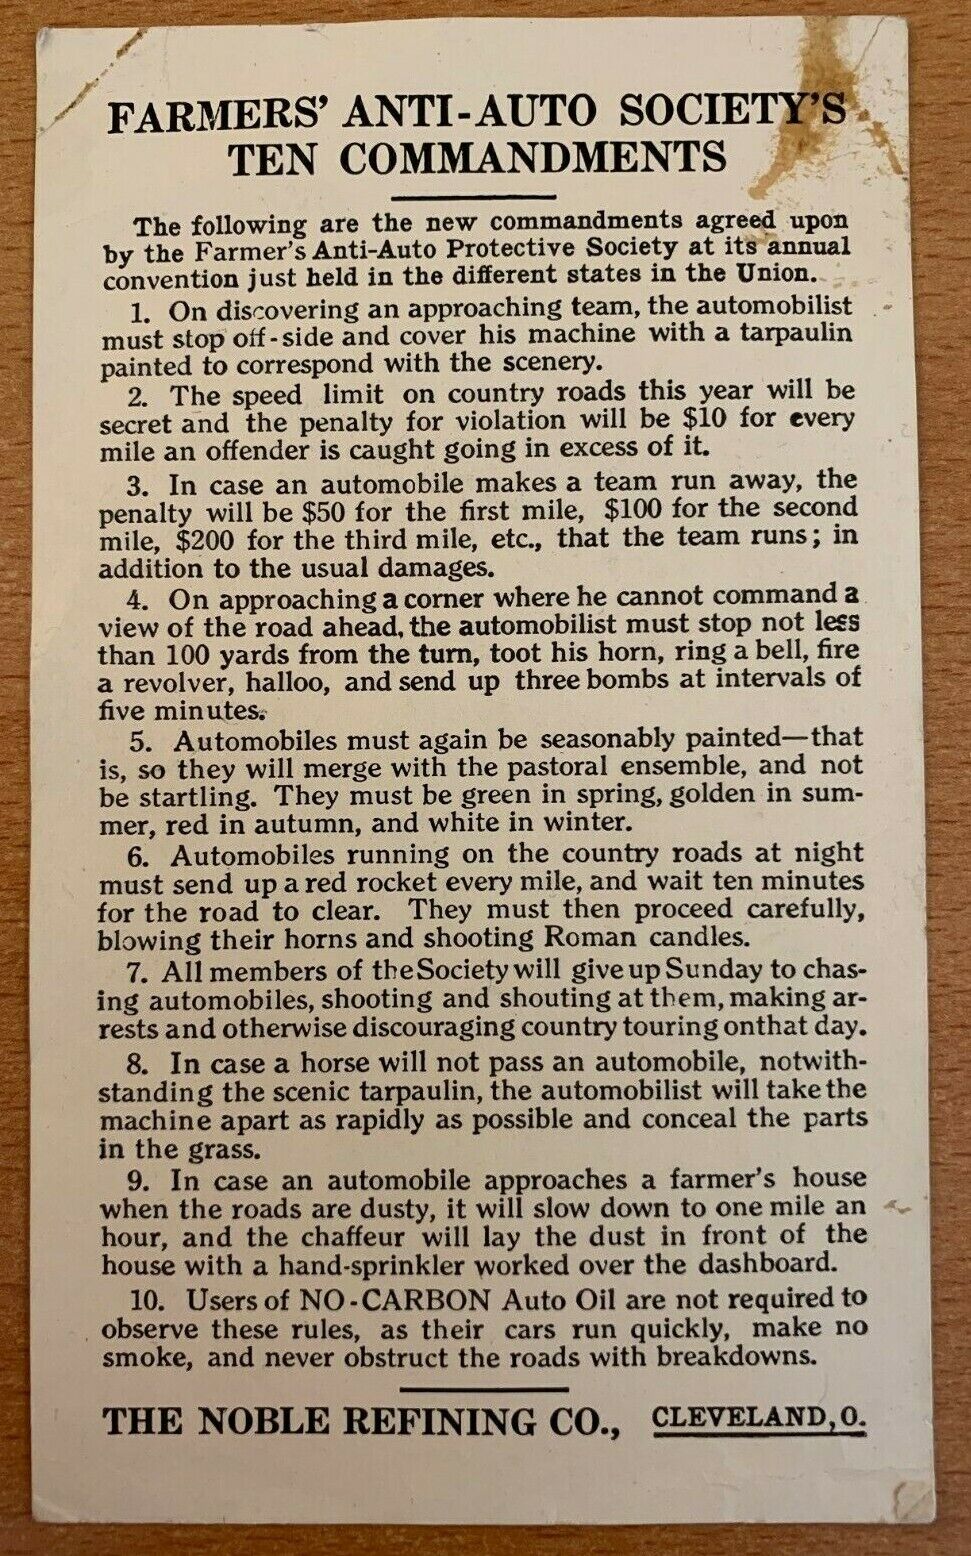 FARMERS' ANTI-AUTO SOCIETY'S
TEN COMMANDMENTS
The following are the new commandments agreed upon
by the Farmer's Anti-Auto Protective Society at its annual
convention just held in the different states in the Union.
1. On discovering an approaching team, the automobilist
must stop off-side and cover his machine with a tarpaulin
painted to correspond with the scenery.
2. The speed limit on country roads this year will be
secret and the penalty for violation will be $10 for every
mile an offender is caught going in excess of it.
3. In case an automobile makes a team run away, the
penalty will be $50 for the first mile, $100 for the second
mile, $200 for the third mile, etc., that the team runs; in
addition to the usual damages.
4. On approaching a corner where he cannot command a
view of the road ahead, the automobilist must stop not less
than 100 yards from the turn, toot his horn, ring a bell, fire
a revolver, halloo, and send up three bombs at intervals of
five minutes.
5. Automobiles must again be seasonably painted—that
is, so they will merge with the pastoral ensemble, and not
be startling. They must be green in spring, golden in sum-
mer, red in autumn, and white in winter.
6. Automobiles running on the country roads at night
must send up a red rocket every mile, and wait ten minutes
for the road to clear. They must then proceed carefully,
blowing their horns and shooting Roman candles.
7. All members of the Society will give up Sunday to chas-
ing automobiles, shooting and shouting at them, making ar-
rests and otherwise discouraging country touring onthat day.
8. In case a horse will not pass an automobile, notwith-
standing the scenic tarpaulin, the automobilist will take the
machine apart as rapidly as possible and conceal the parts
in the grass.
9. In case an automobile approaches a farmer's house
when the roads are dusty, it will slow down to one mile an
hour, and the chaffeur will lay the dust in front of the
house with a hand-sprinkler worked over the dashboard.
10. Users of NO-CARBON Auto Oil are not required to
observe these rules, as their cars run quickly, make no
smoke, and never obstruct the roads with breakdowns.
THE NOBLE REFINING CO., CLEVELAND, O.